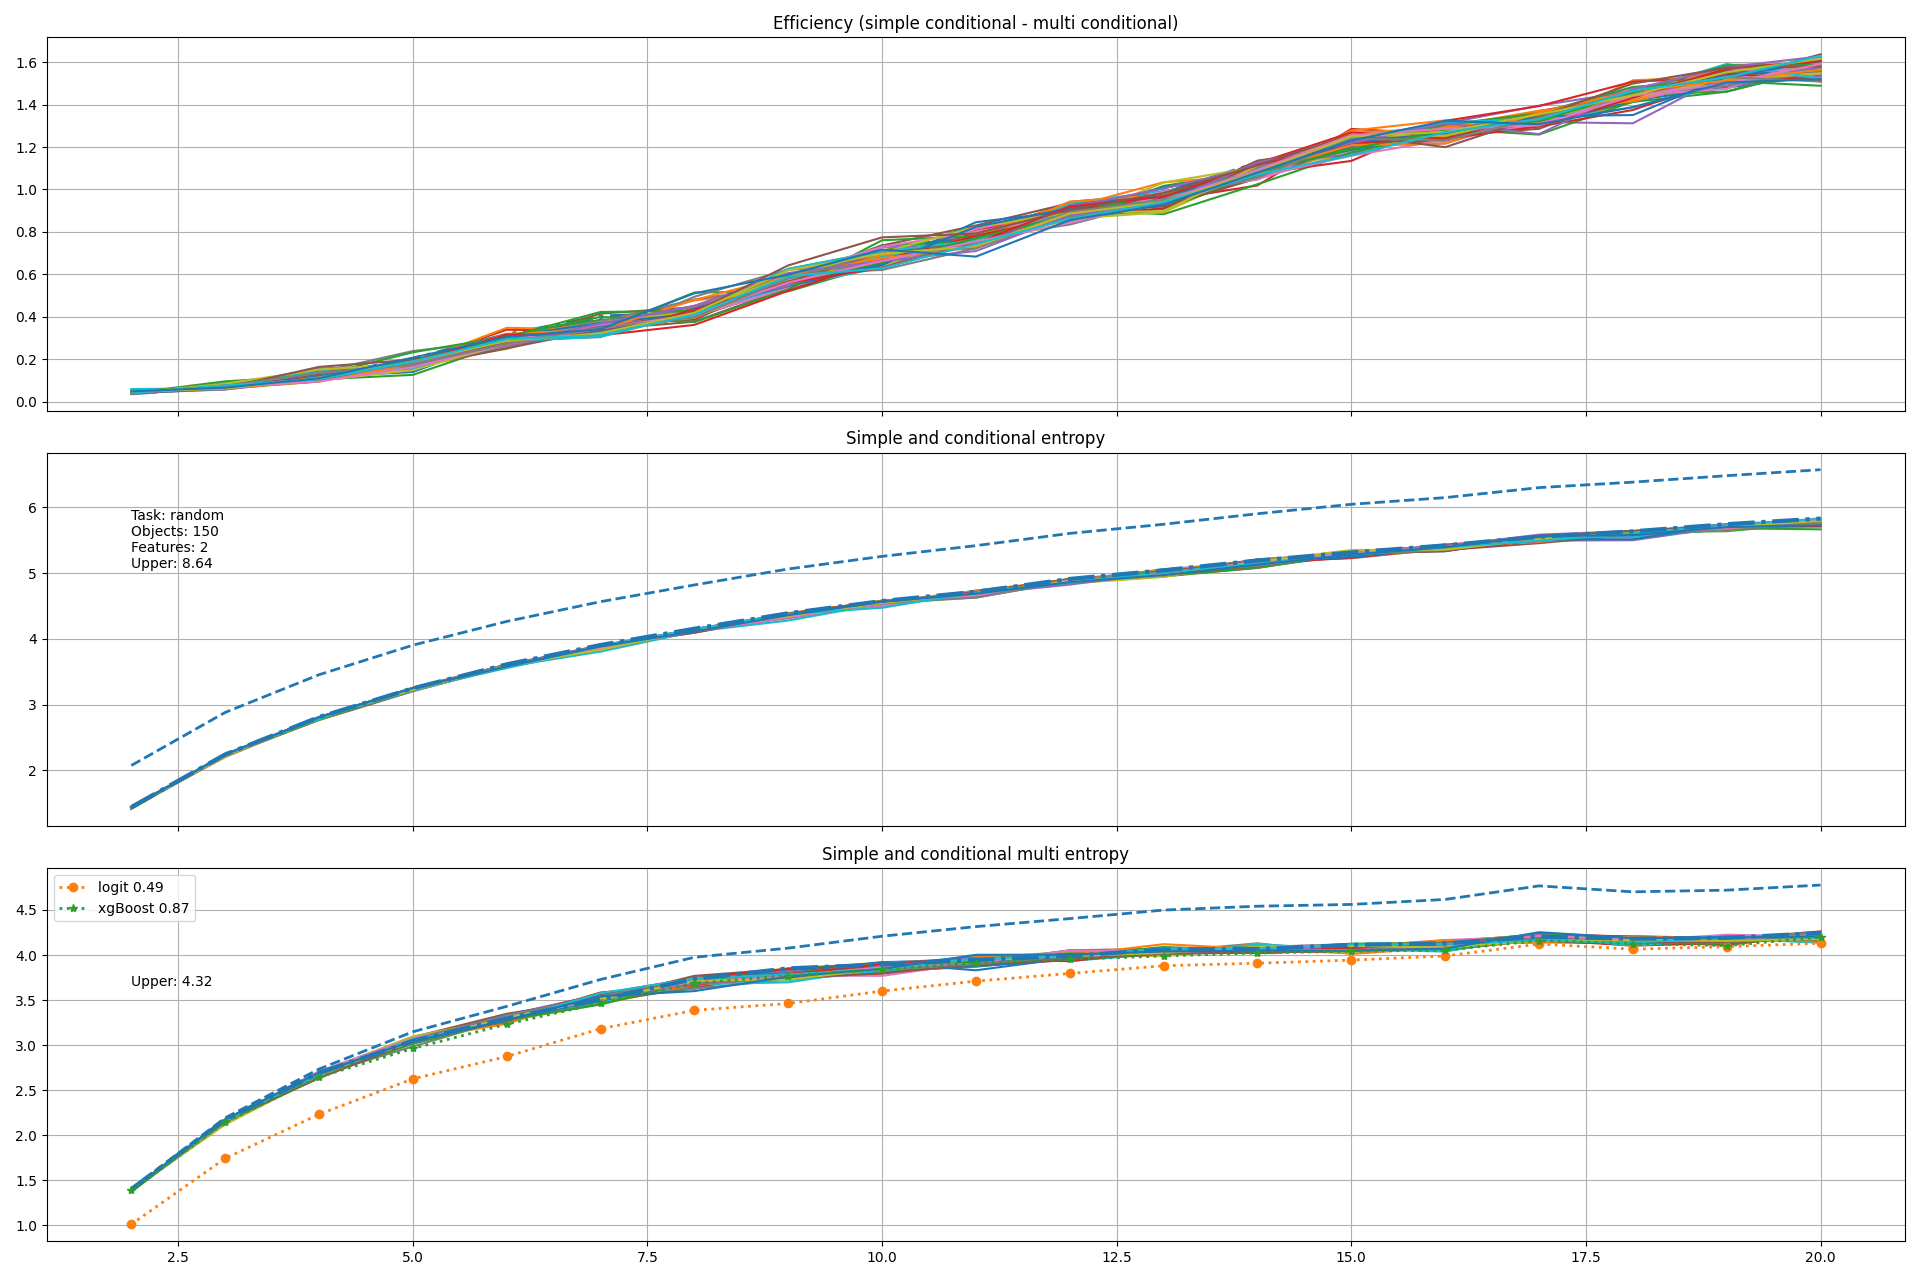 Efficiency (simple conditional - multi conditional)
1.6
1.4
1.2
1.0
0.8
0.6
0.4
0.2
0.0
Simple and conditional entropy
6
5
4
3
2
Task: random
Objects: 150
Features: 2
Upper: 8.64
Simple and conditional multi entropy
logit 0.49
xgBoost 0.87
Upper: 4.32
4.5
4.0
3.5
3.0
2.5
2.0
1.5
1.0
2.5 5.0 7.5 10.0 12.5 15.0 17.5 20.0